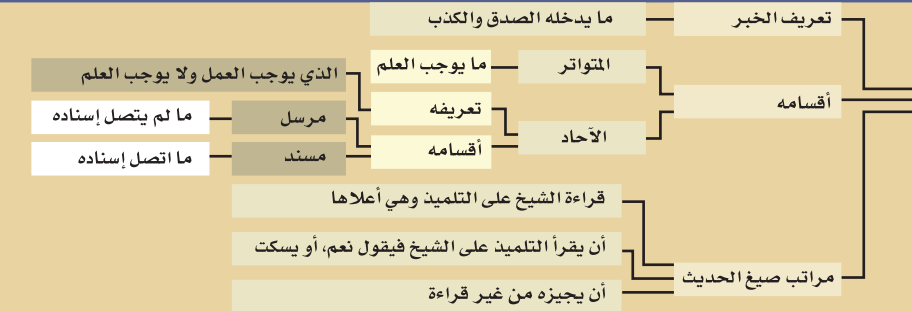 تعريف الخبر
ما يدخله الصدق والكذب
أقسامه
المتواتر
ما يوجب العلم
الآحاد
تعريفه
الذي يوجب العمل ولا يوجب العلم
أقسامه
مرسل
ما لم يتصل إسناده
مسند
ما اتصل إسناده
مراتب صيغ الحديث
قراءة الشيخ على التلميذ وهي أعلاها
أن يقرأ التلميذ على الشيخ فيقول نعم، أو يسكت
أن يجيزه من غير قراءة